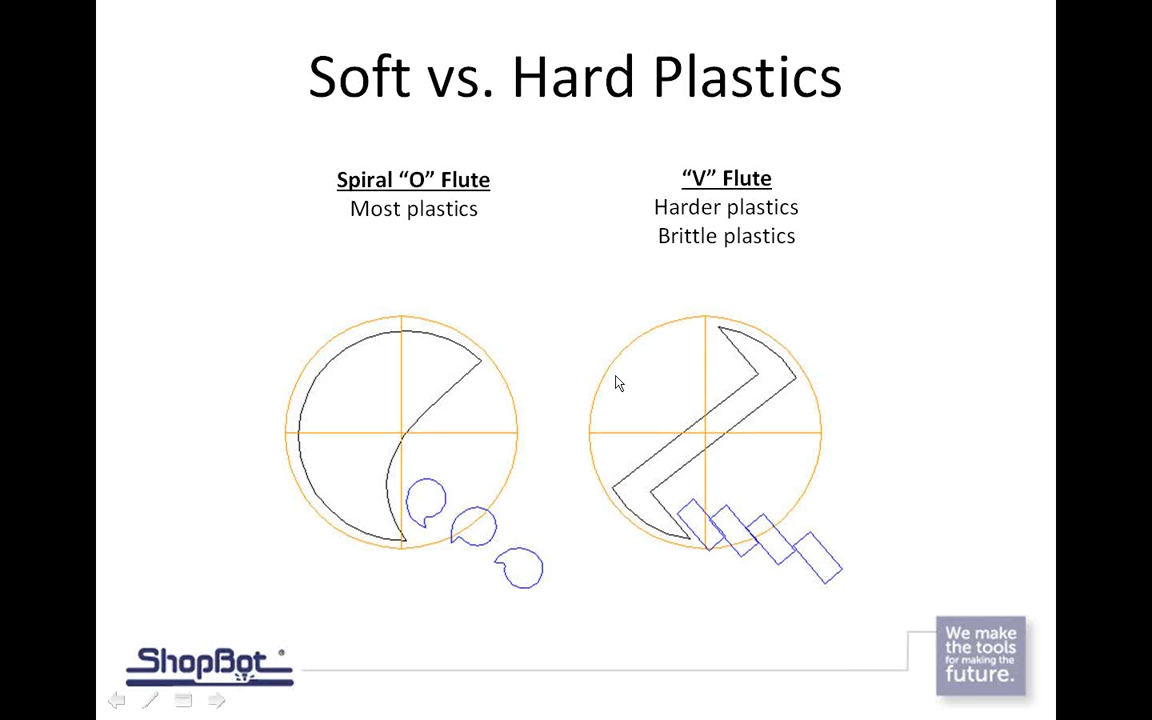 Soft vs. Hard Plastics
Spiral “O” Flute
Most plastics
“V” Flute
Harder plastics
Brittle plastics
ShopBot
We make
the tools
for making the
future.